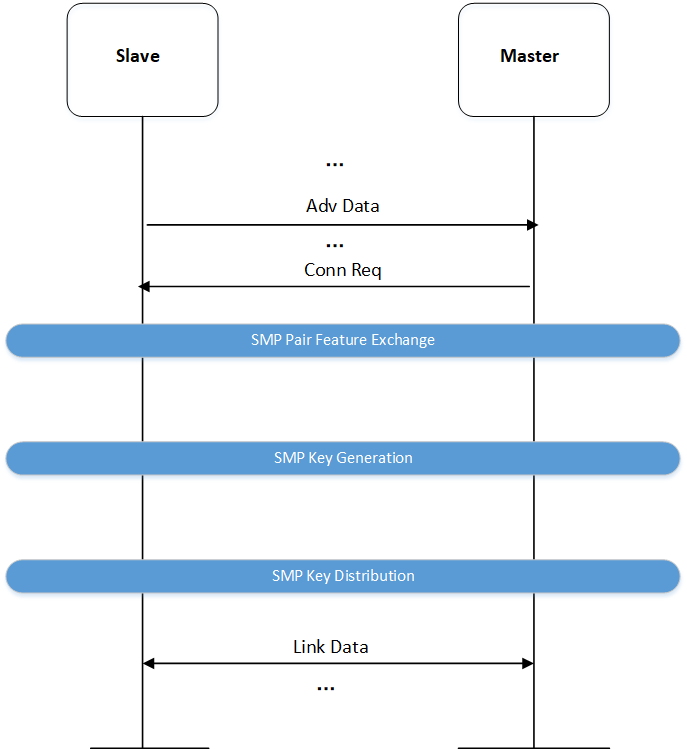 Slave
Master
...
Adv Data
...
Conn Req
SMP Pair Feature Exchange
SMP Key Generation
SMP Key Distribution
Link Data
...